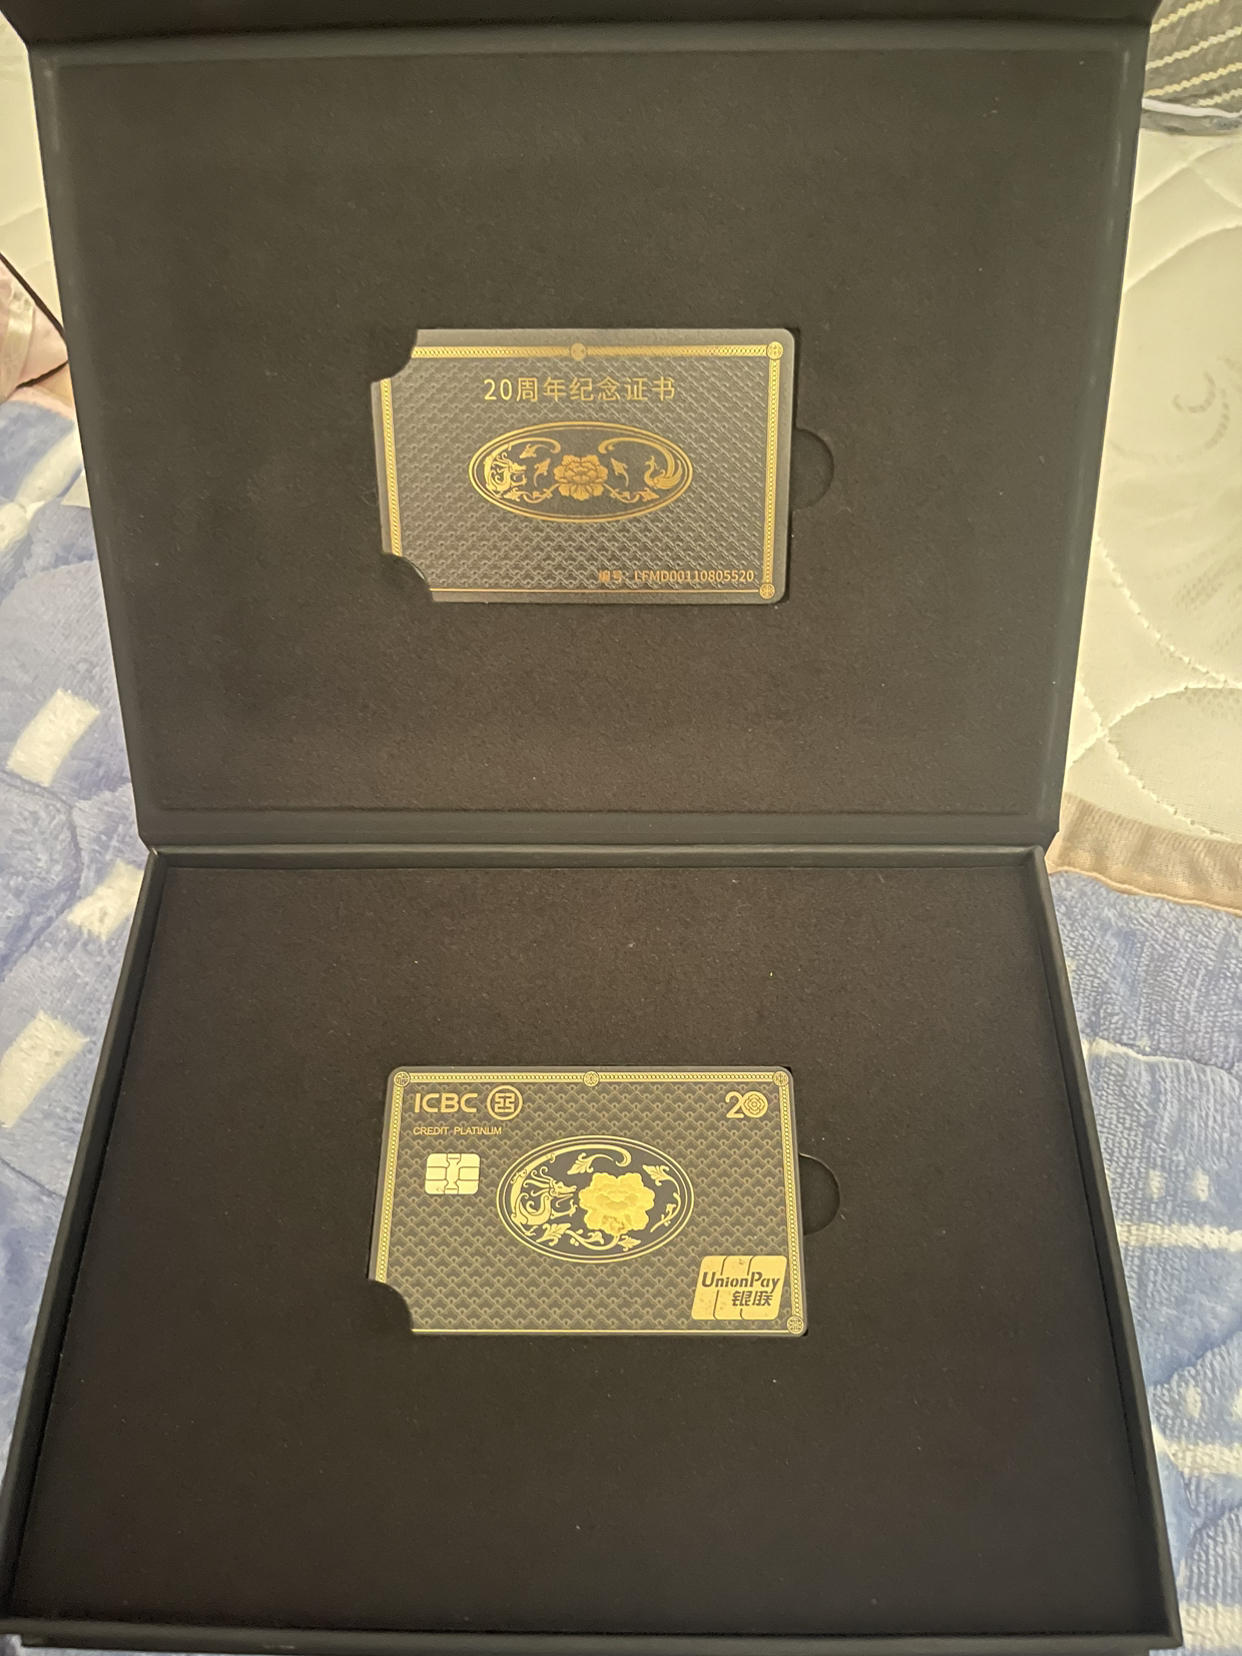 20周年纪念证书
编号：LFMD00110805520
ICBC
20
CREDIT PLATINUM
UnionPay
银联